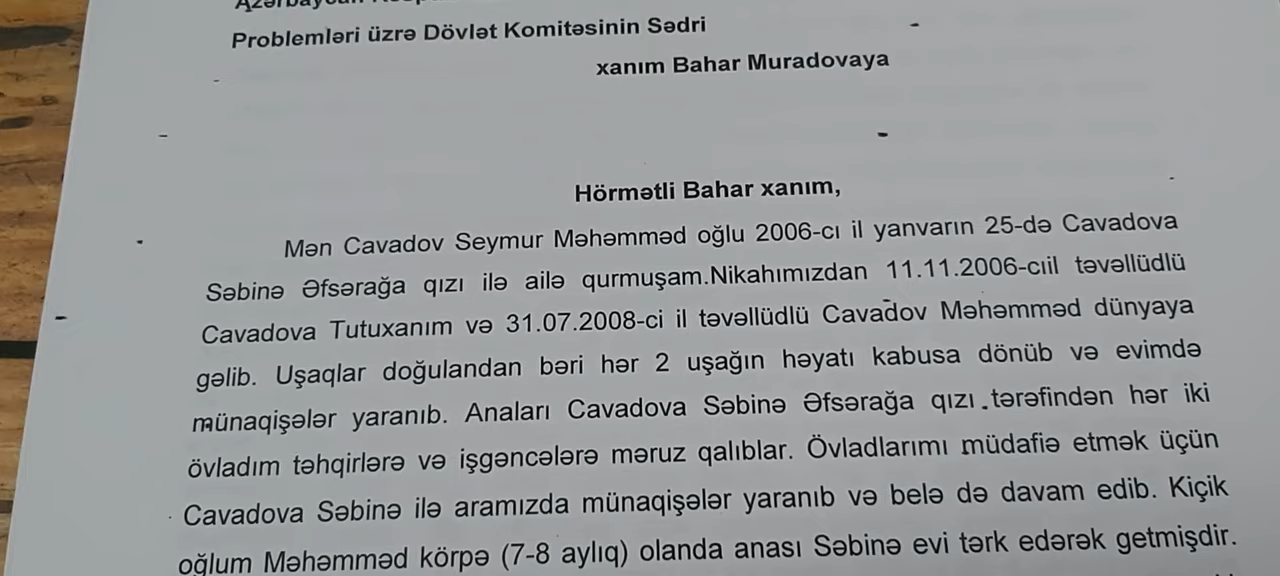 Problemləri üzrə Dövlət Komitəsinin Sədri
xanım Bahar Muradovaya
Hörmətli Bahar xanım,
Mən Cavadov Seymur Məhəmməd oğlu 2006-cı il yanvarın 25-də Cavadova
Səbinə Əfsərağa qızı ilə ailə qurmuşam.Nikahımızdan 11.11.2006-cıil təvəllüdlü
Cavadova Tutuxanım və 31.07.2008-ci il təvəllüdlü Cavadov Məhəmməd dünyaya
gəlib. Uşaqlar doğulandan bəri hər 2 uşağın həyatı kabusa dönüb və evimdə
münaqişələr yaranıb. Anaları Cavadova Səbinə Əfsərağa qızı tərəfindən hər iki
övladım təhqirlərə və işgəncələrə məruz qalıblar. Övladlarımı müdafiə etmək üçün
Cavadova Səbinə ilə aramızda münaqişələr yaranıb və belə də davam edib. Kiçik
oğlum Məhəmməd körpə (7-8 aylıq) olanda anası Səbinə evi tərk edərək getmişdir.